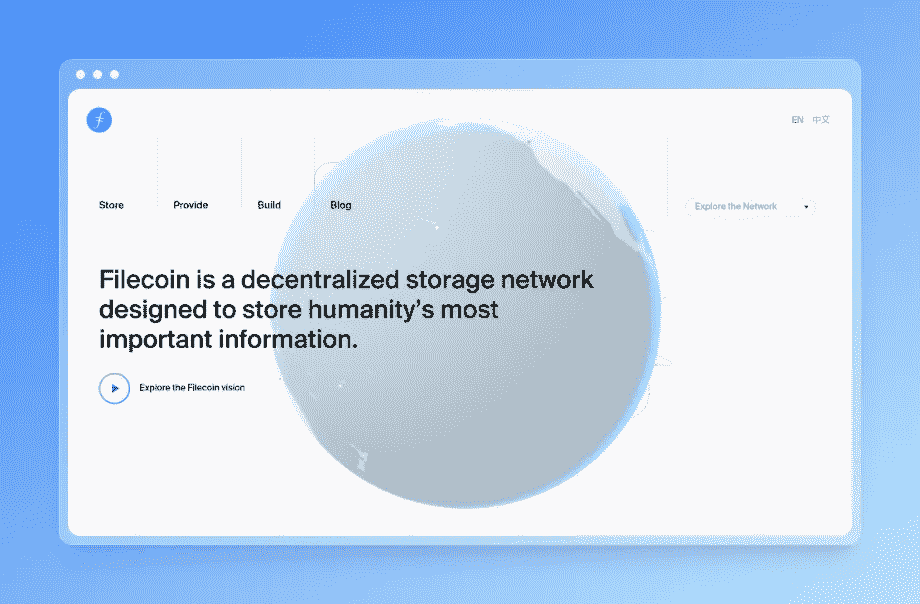 EN 中文
Store Provide Build Blog Explore the Network
Filecoin is a decentralized storage network
designed to store humanity's most
important information.
Explore the Filecoin vision